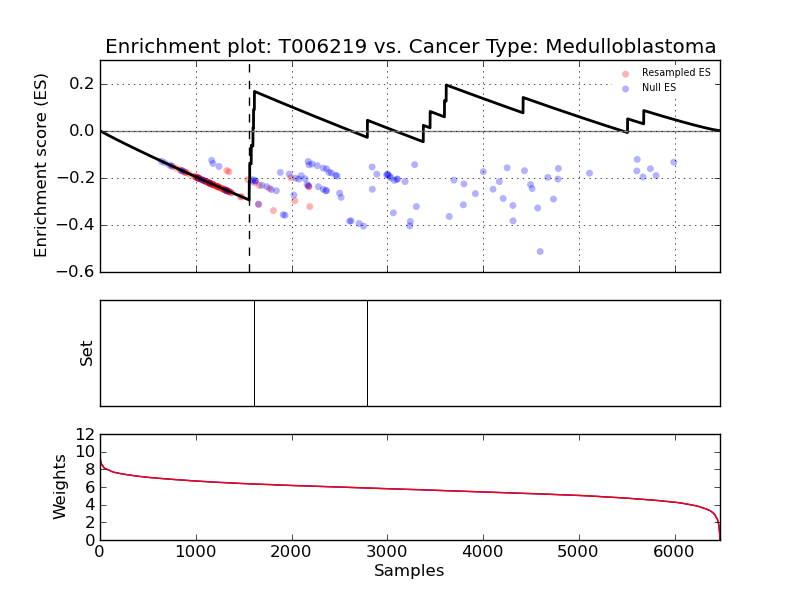 Enrichment plot: T006219 vs. Cancer Type: Medulloblastoma
Enrichment score (ES)
0.2
0.0
−0.2
−0.4
−0.6
Resampled ES
Null ES
Set
Weights
12
10
8
6
4
2
0
0 1000 2000 3000 4000 5000 6000
Samples